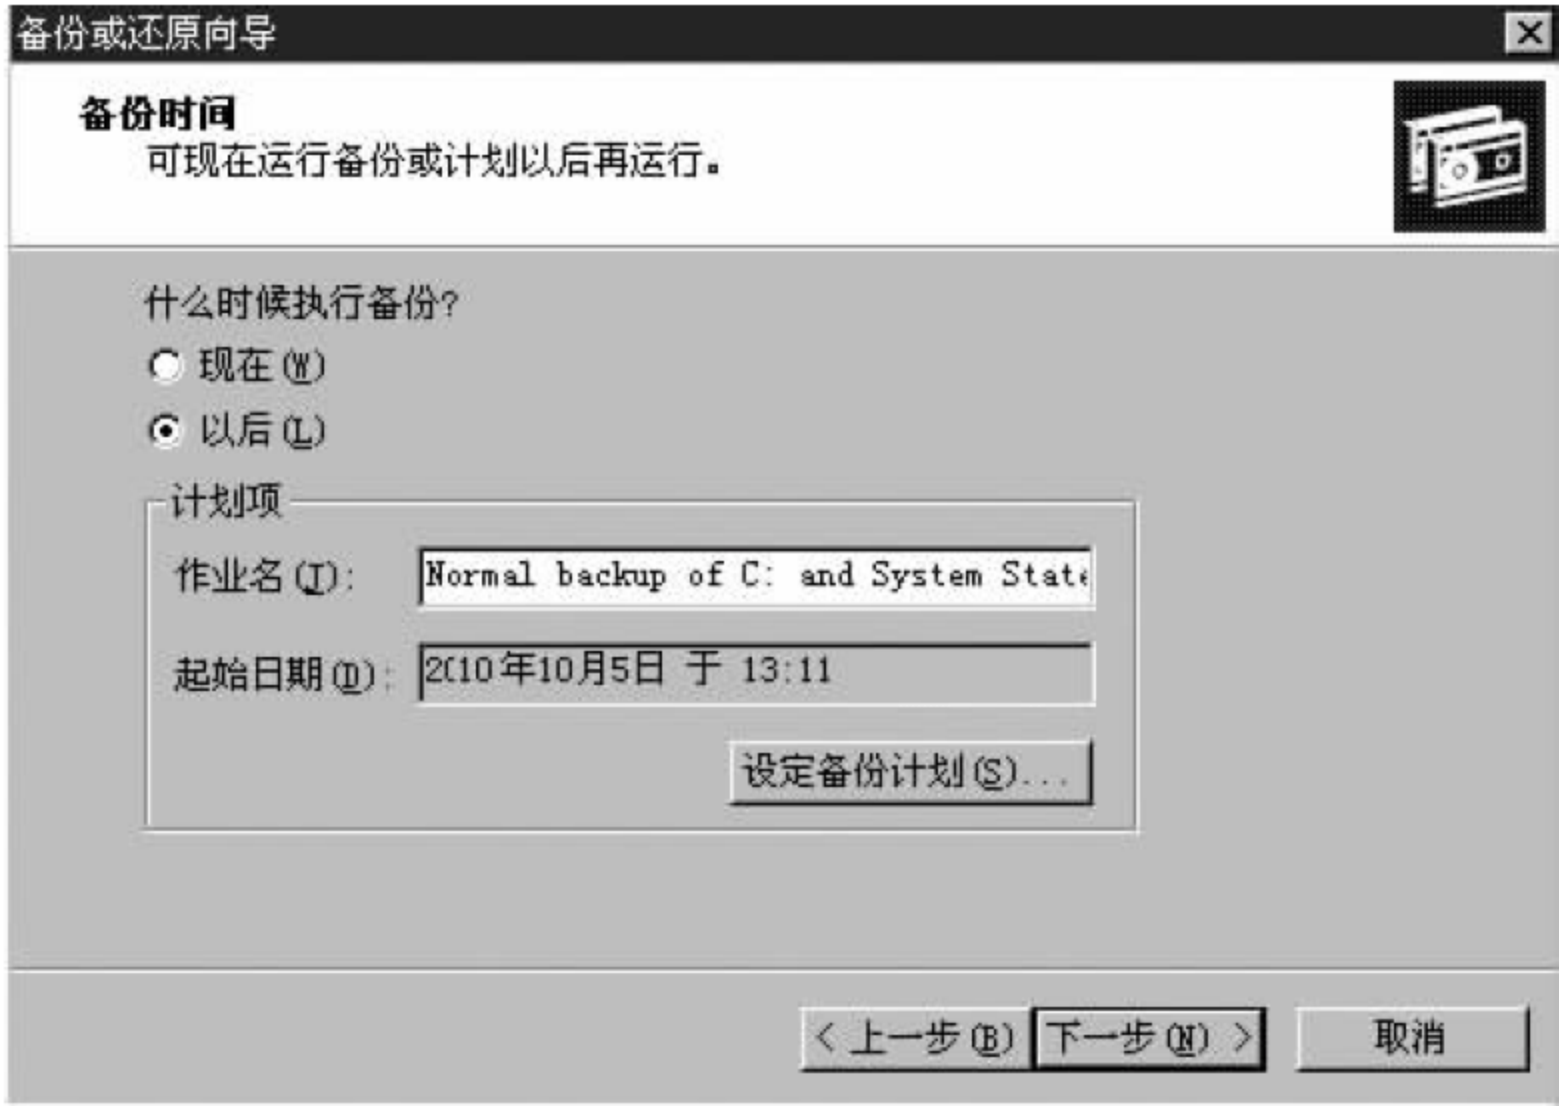 备份或还原向导
备份时间
可现在运行备份或计划以后再运行。
什么时候执行备份?
现在(W)
以后(L)
计划项
作业名(J): Normal backup of C: and System State
起始日期(D): 2010年10月5日 于 13:11
设定备份计划(S)...
< 上一步(B) 下一步(N) > 取消